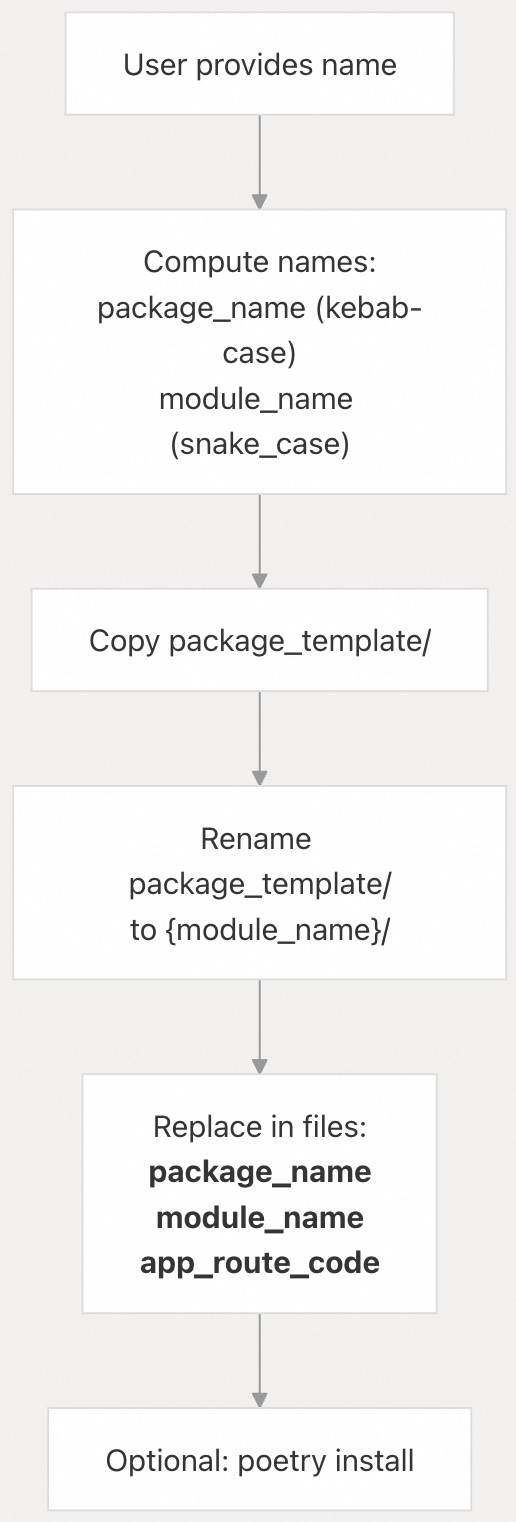 User provides name
Compute names:
package_name (kebab-
case)
module_name
(snake_case)
Copy package_template/
Rename
package_template/
to {module_name}/
Replace in files:
package_name
module_name
app_route_code
Optional: poetry install